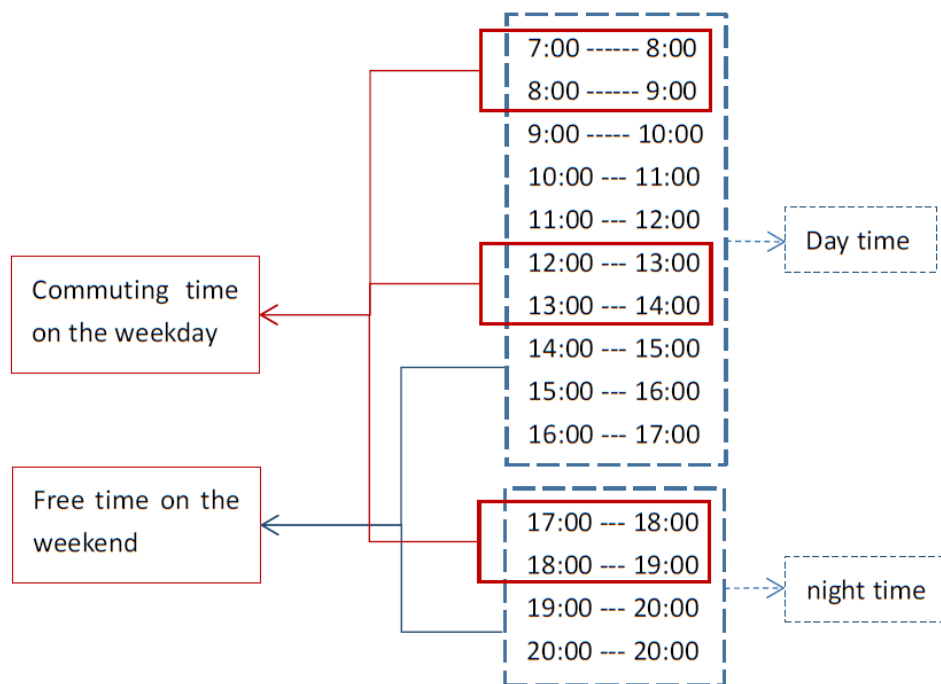 7:00 ------ 8:00
8:00 ------ 9:00
9:00 ----- 10:00
10:00 --- 11:00
11:00 --- 12:00
12:00 --- 13:00
13:00 --- 14:00
14:00 --- 15:00
15:00 --- 16:00
16:00 --- 17:00
Day time
Commuting time
on the weekday
Free time on the
weekend
17:00 --- 18:00
18:00 --- 19:00
19:00 --- 20:00
20:00 --- 20:00
night time